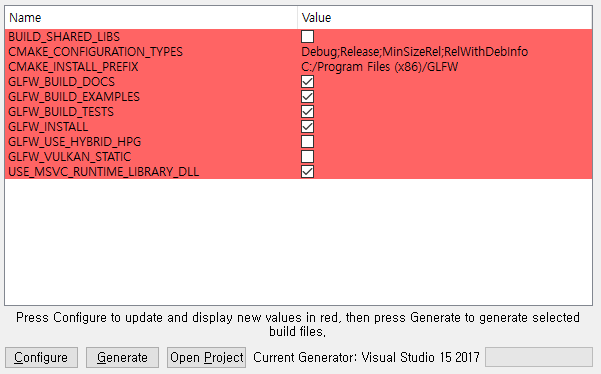 Name Value
BUILD_SHARED_LIBS
CMAKE_CONFIGURATION_TYPES Debug;Release;MinSizeRel;RelWithDebInfo
CMAKE_INSTALL_PREFIX C:/Program Files (x86)/GLFW
GLFW_BUILD_DOCS
GLFW_BUILD_EXAMPLES
GLFW_BUILD_TESTS
GLFW_INSTALL
GLFW_USE_HYBRID_HPG
GLFW_VULKAN_STATIC
USE_MSVC_RUNTIME_LIBRARY_DLL
Press Configure to update and display new values in red, then press Generate to generate selected
build files.
Configure Generate Open Project Current Generator: Visual Studio 15 2017